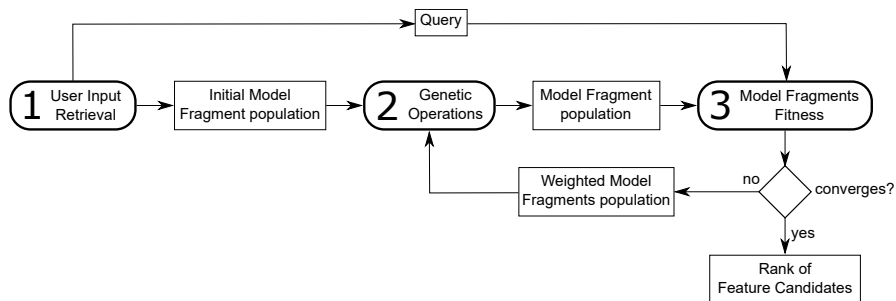 Query
1 User Input
Retrieval
Initial Model
Fragment population
2 Genetic
Operations
Model Fragment
population
3 Model Fragments
Fitness
Weighted Model
Fragments population
no
converges?
yes
Rank of
Feature Candidates